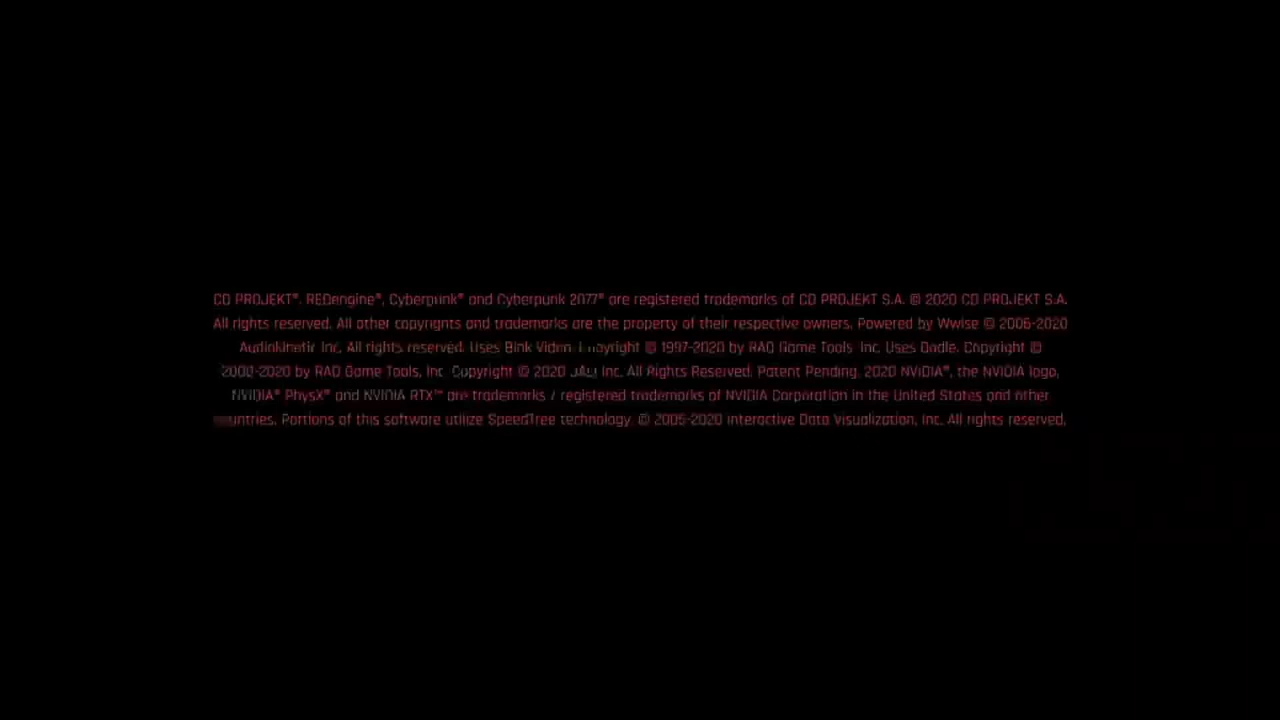 CD PROJEKT®, REDengine®, Cyberpunk® and Cyberpunk 2077® are registered trademarks of CD PROJEKT S.A. © 2020 CD PROJEKT S.A.
All rights reserved. All other copyrights and trademarks are the property of their respective owners. Powered by Wwise © 2006-2020
Audiokinetic Inc. All rights reserved. Uses Bink Video. Copyright © 1997-2020 by RAD Game Tools, Inc. Uses Oodle. Copyright ©
2008-2020 by RAD Game Tools, Inc. Copyright © 2020 JALI Inc. All Rights Reserved. Patent Pending. 2020 NVIDIA®, the NVIDIA logo,
NVIDIA® PhysX® and NVIDIA RTX™ are trademarks / registered trademarks of NVIDIA Corporation in the United States and other
countries. Portions of this software utilize SpeedTree technology. © 2005-2020 Interactive Data Visualization, Inc. All rights reserved.